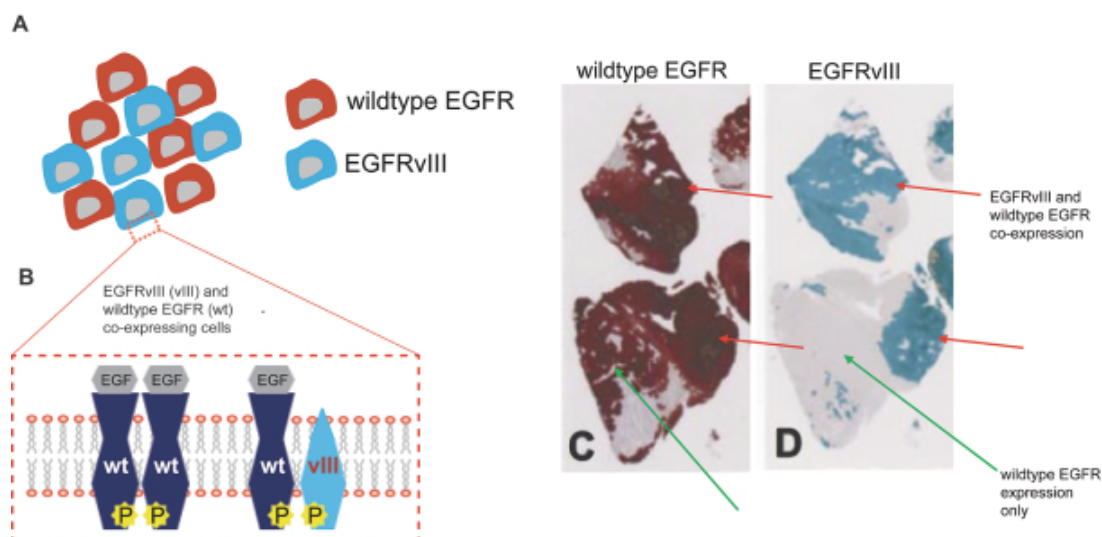 A
wildtype EGFR
EGFRvIII
B
EGFRvIII (vIII) and
wildtype EGFR (wt)
co-expressing cells
EGF
EGF
EGF
wt
wt
wt
vIII
P
P
P
P
wildtype EGFR
EGFRvIII
EGFRvIII and
wildtype EGFR
co-expression
C
D
wildtype EGFR
expression
only